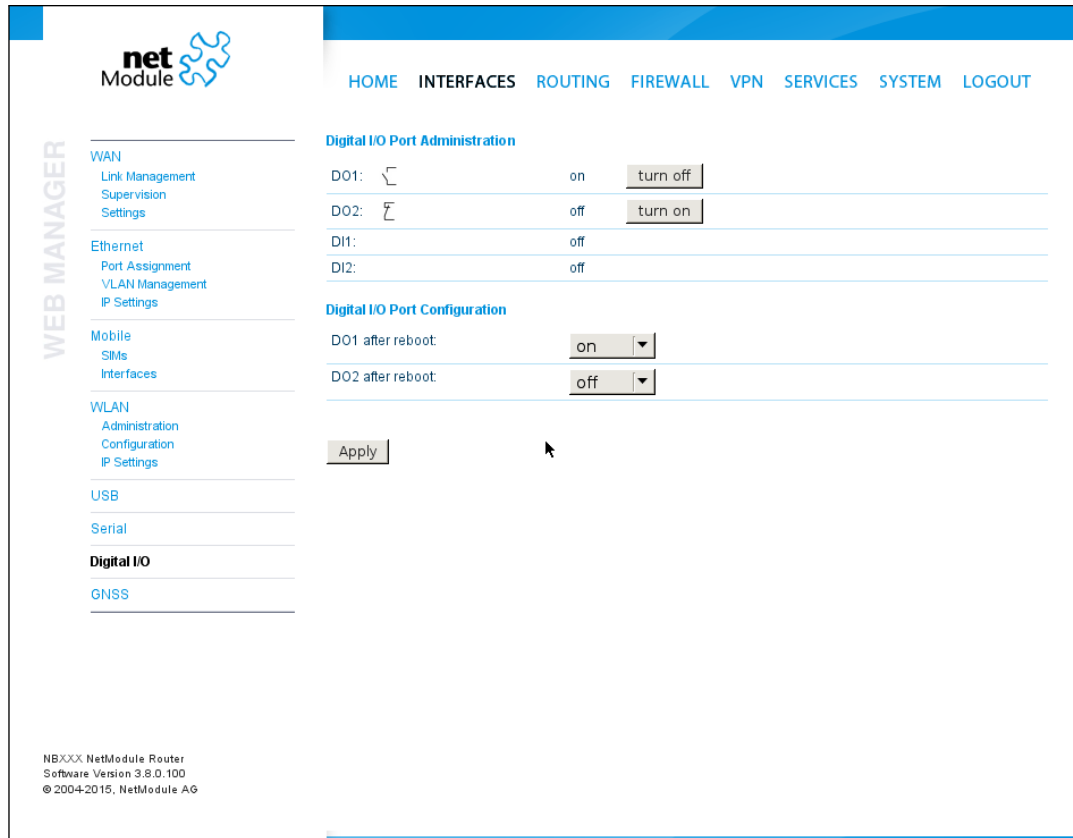 net
Module
HOME INTERFACES ROUTING FIREWALL VPN SERVICES SYSTEM LOGOUT
WEB MANAGER
WAN
Link Management
Supervision
Settings
Ethernet
Port Assignment
VLAN Management
IP Settings
Mobile
SIMs
Interfaces
WLAN
Administration
Configuration
IP Settings
USB
Serial
Digital I/O
GNSS
Digital I/O Port Administration
DO1: on turn off
DO2: off turn on
DI1: off
DI2: off
Digital I/O Port Configuration
DO1 after reboot: on
DO2 after reboot: off
Apply
NBXXX NetModule Router
Software Version 3.8.0.100
© 2004-2015, NetModule AG